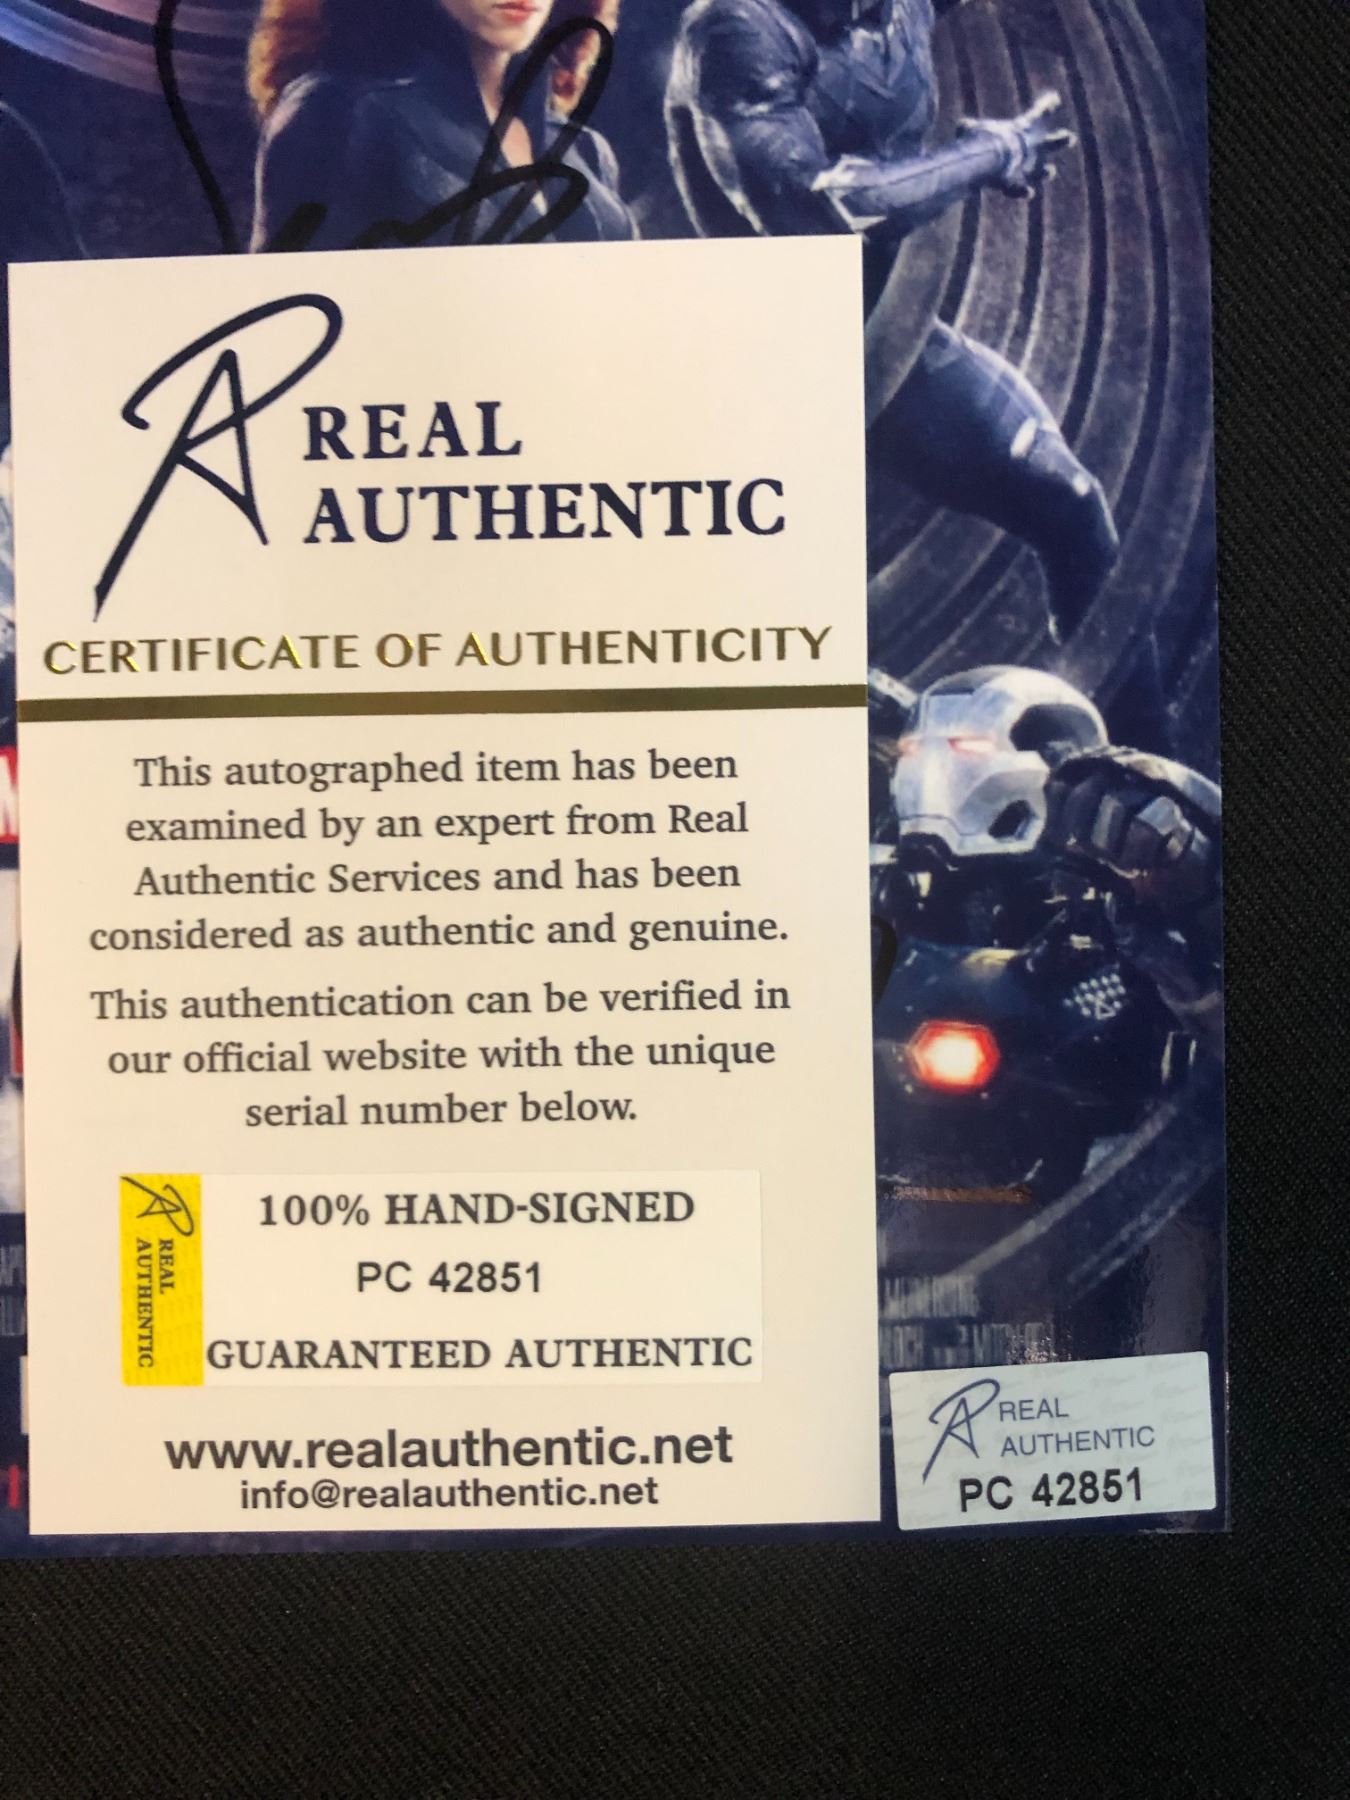 REAL
AUTHENTIC
CERTIFICATE OF AUTHENTICITY
This autographed item has been
examined by an expert from Real
Authentic Services and has been
considered as authentic and genuine.
This authentication can be verified in
our official website with the unique
serial number below.
REAL
AUTHENTIC
100% HAND-SIGNED
PC 42851
GUARANTEED AUTHENTIC
www.realauthentic.net
info@realauthentic.net
REAL
AUTHENTIC
PC 42851